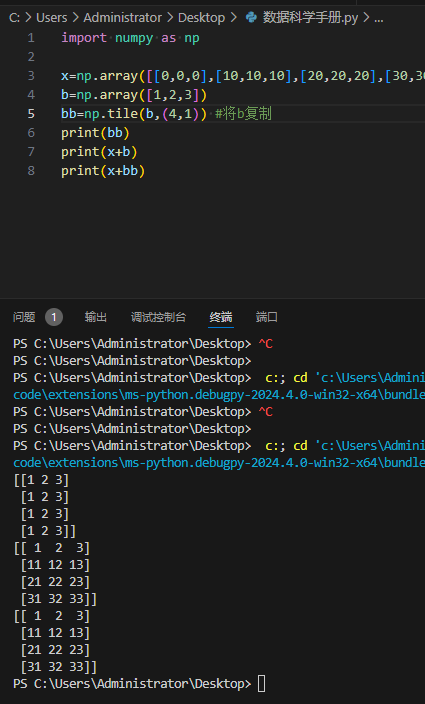 C: > Users > Administrator > Desktop > 数据科学手册.py > ...
1 import numpy as np
2
3 x=np.array([[0,0,0],[10,10,10],[20,20,20],[30,30
4 b=np.array([1,2,3])
5 bb=np.tile(b,(4,1)) #将b复制
6 print(bb)
7 print(x+b)
8 print(x+bb)
问题 1 输出 调试控制台 终端 端口
PS C:\Users\Administrator\Desktop> ^C
PS C:\Users\Administrator\Desktop>
PS C:\Users\Administrator\Desktop>  c:; cd 'c:\Users\Admini
code\extensions\ms-python.debugpy-2024.4.0-win32-x64\bundle
PS C:\Users\Administrator\Desktop> ^C
PS C:\Users\Administrator\Desktop>
PS C:\Users\Administrator\Desktop>  c:; cd 'c:\Users\Admini
code\extensions\ms-python.debugpy-2024.4.0-win32-x64\bundle
[[1 2 3]
 [1 2 3]
 [1 2 3]
 [1 2 3]]
[[ 1  2  3]
 [11 12 13]
 [21 22 23]
 [31 32 33]]
[[ 1  2  3]
 [11 12 13]
 [21 22 23]
 [31 32 33]]
PS C:\Users\Administrator\Desktop>